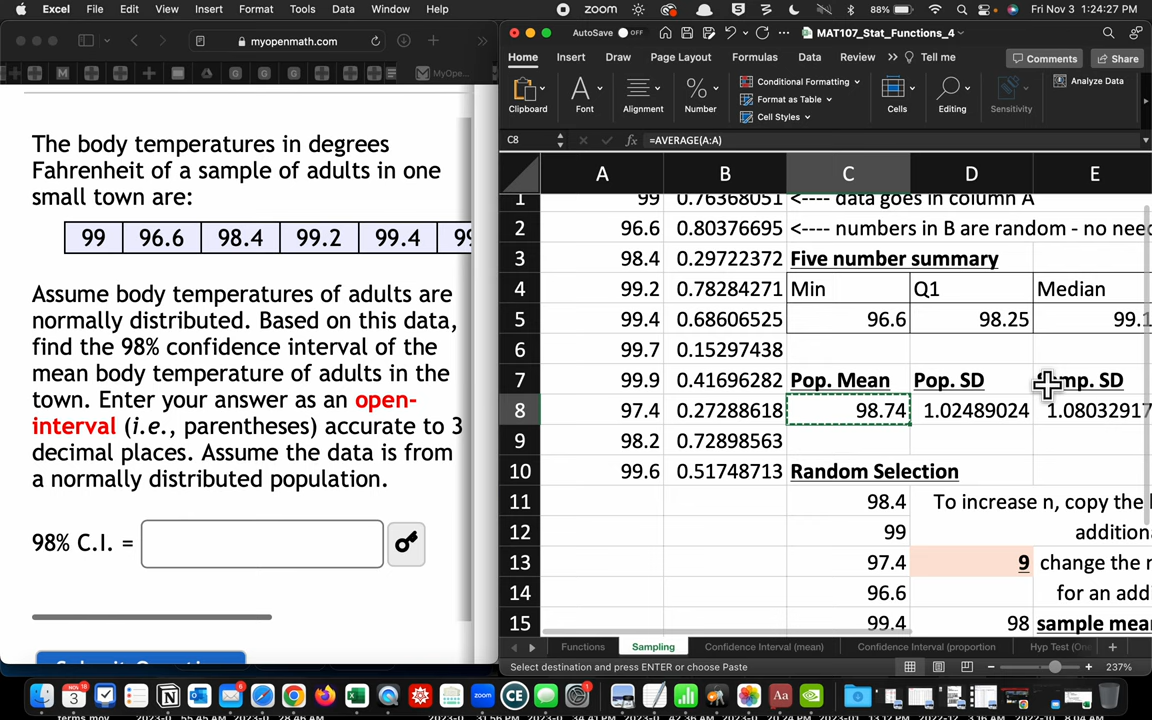 Excel File Edit View Insert Format Tools Data Window Help zoom 88% Fri Nov 3 1:24:27 PM
myopenmath.com
MyOpe...
AutoSave OFF MAT107_Stat_Functions_4
Home Insert Draw Page Layout Formulas Data Review Tell me Comments Share
Clipboard Font Alignment Number Conditional Formatting Format as Table Cell Styles Cells Editing Sensitivity Analyze Data
C8 fx =AVERAGE(A:A)
The body temperatures in degrees
Fahrenheit of a sample of adults in one
small town are:
99 96.6 98.4 99.2 99.4
Assume body temperatures of adults are
normally distributed. Based on this data,
find the 98% confidence interval of the
mean body temperature of adults in the
town. Enter your answer as an open-
interval (i.e., parentheses) accurate to 3
decimal places. Assume the data is from
a normally distributed population.
98% C.I. =
A B C D E
1 99 0.76368051 <---- data goes in column A
2 96.6 0.80376695 <---- numbers in B are random - no need
3 98.4 0.29722372 Five number summary
4 99.2 0.78284271 Min Q1 Median
5 99.4 0.68606525 96.6 98.25 99.1
6 99.7 0.15297438
7 99.9 0.41696282 Pop. Mean Pop. SD mp. SD
8 97.4 0.27288618 98.74 1.02489024 1.08032917
9 98.2 0.72898563
10 99.6 0.51748713 Random Selection
11 98.4 To increase n, copy the
12 99
13 97.4 9 change the
14 96.6 for an
15 99.4 98 sample
Functions Sampling Confidence Interval (mean) Confidence Interval (proportion Hyp Test
Select destination and press ENTER or choose Paste 237%